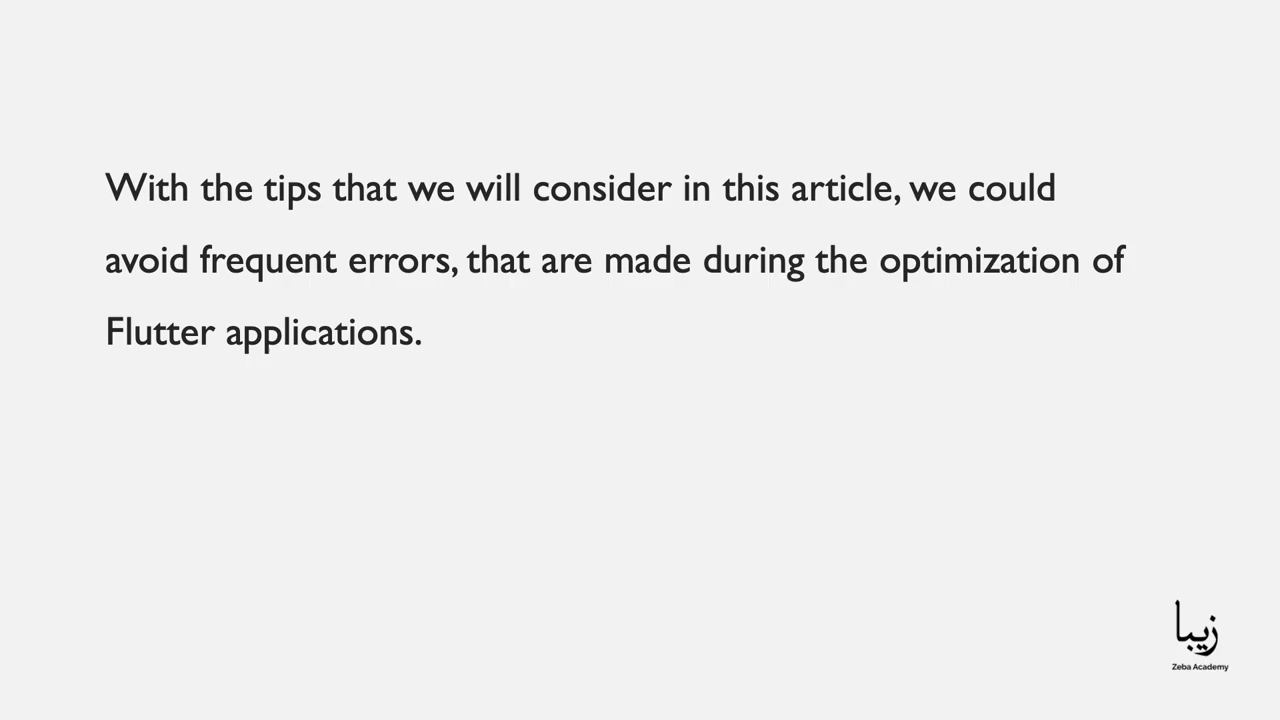 With the tips that we will consider in this article, we could
avoid frequent errors, that are made during the optimization of
Flutter applications.
زیبا
Zeba Academy